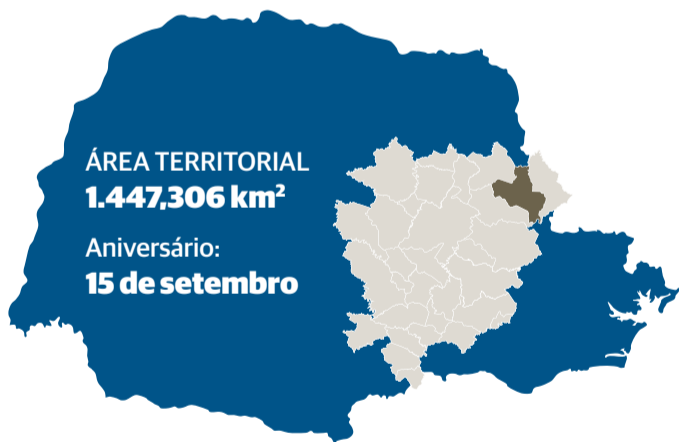 ÁREA TERRITORIAL
1.447,306 km²
Aniversário:
15 de setembro